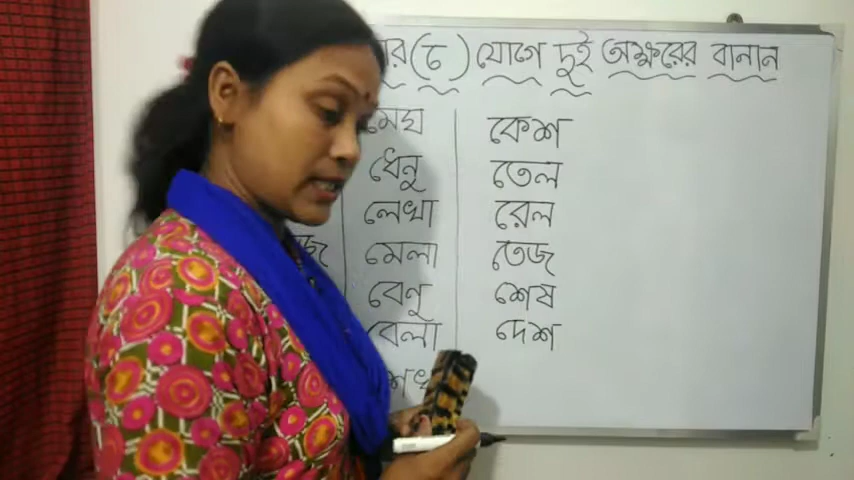 (ে) যোগে দুই অক্ষরের বানান
মেঘ
ধেনু
লেখা
মেলা
বেনু
বেলা
কেশ
তেল
রেল
তেজ
শেষ
দেশ